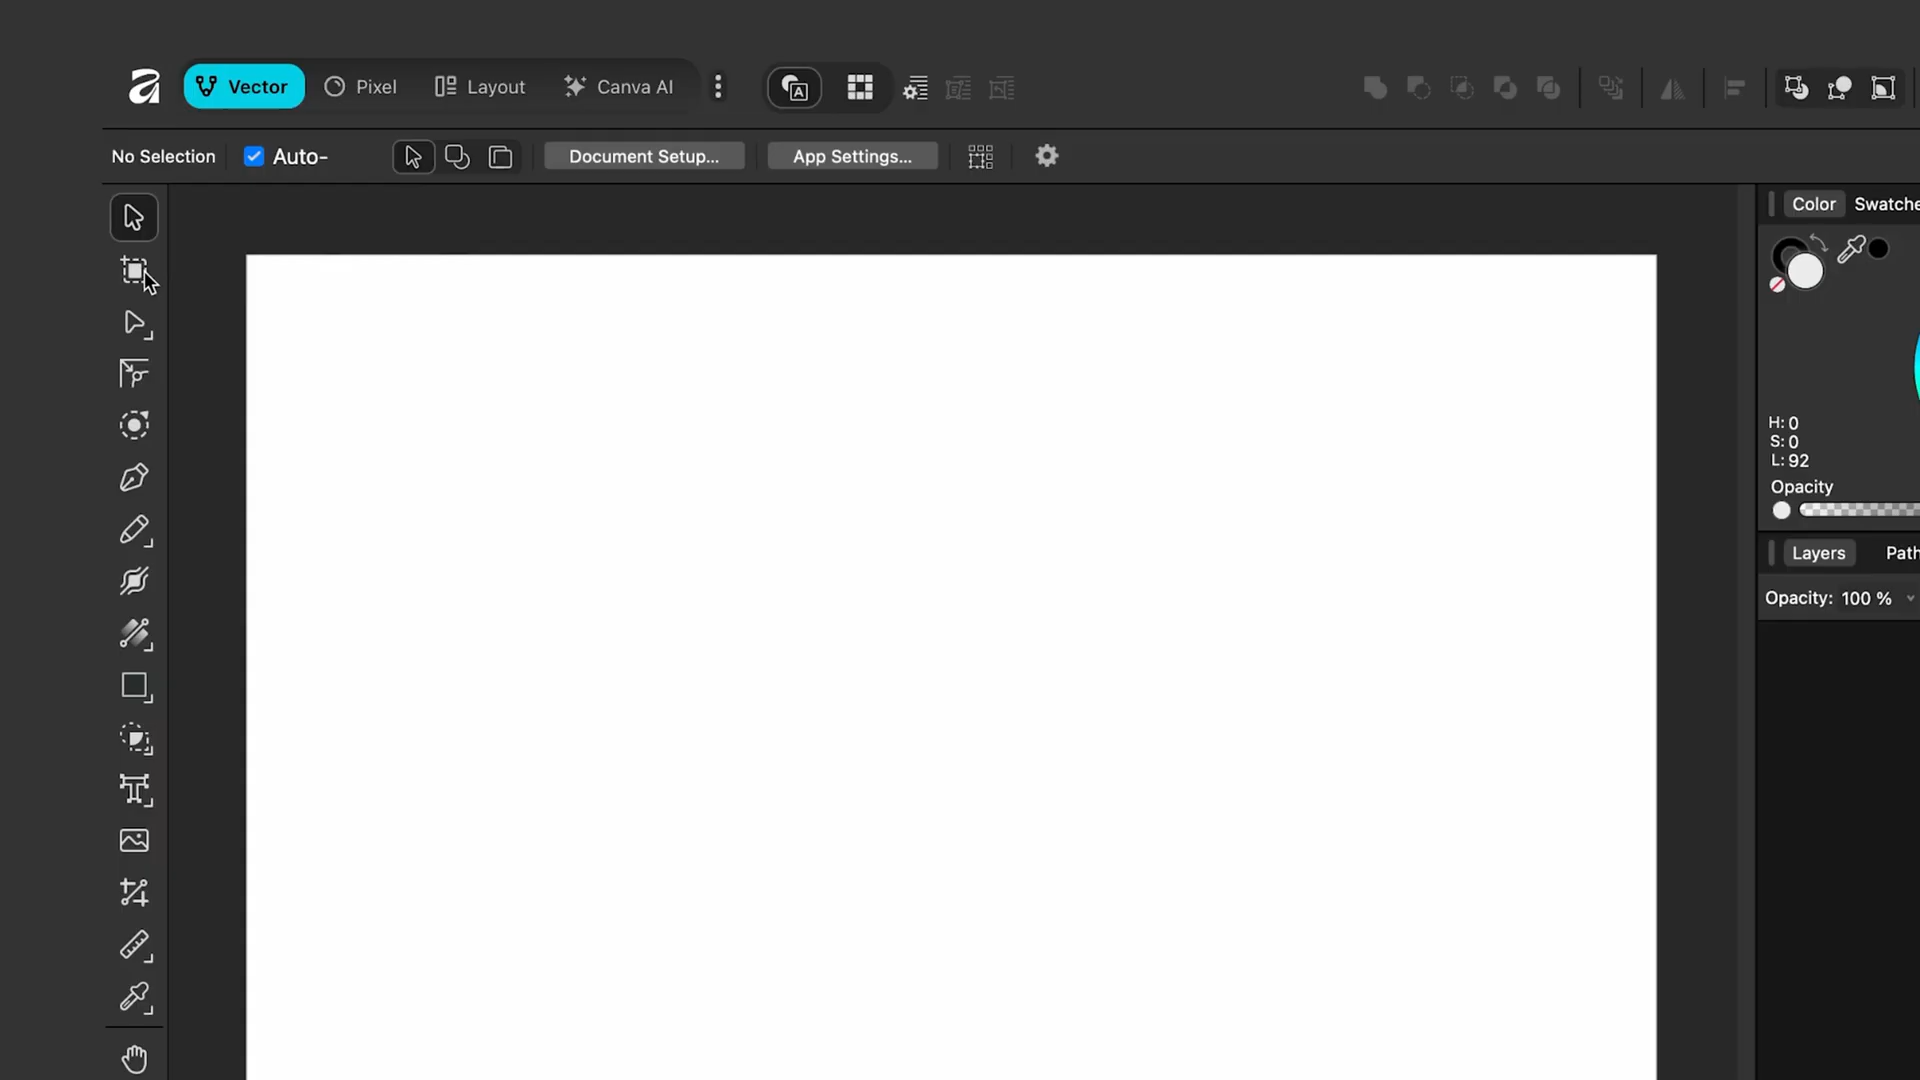 Vector
Pixel
Layout
Canva AI
No Selection
Auto-
Document Setup...
App Settings...
Color
Swatche
H: 0
S: 0
L: 92
Opacity
Layers
Path
Opacity: 100 %